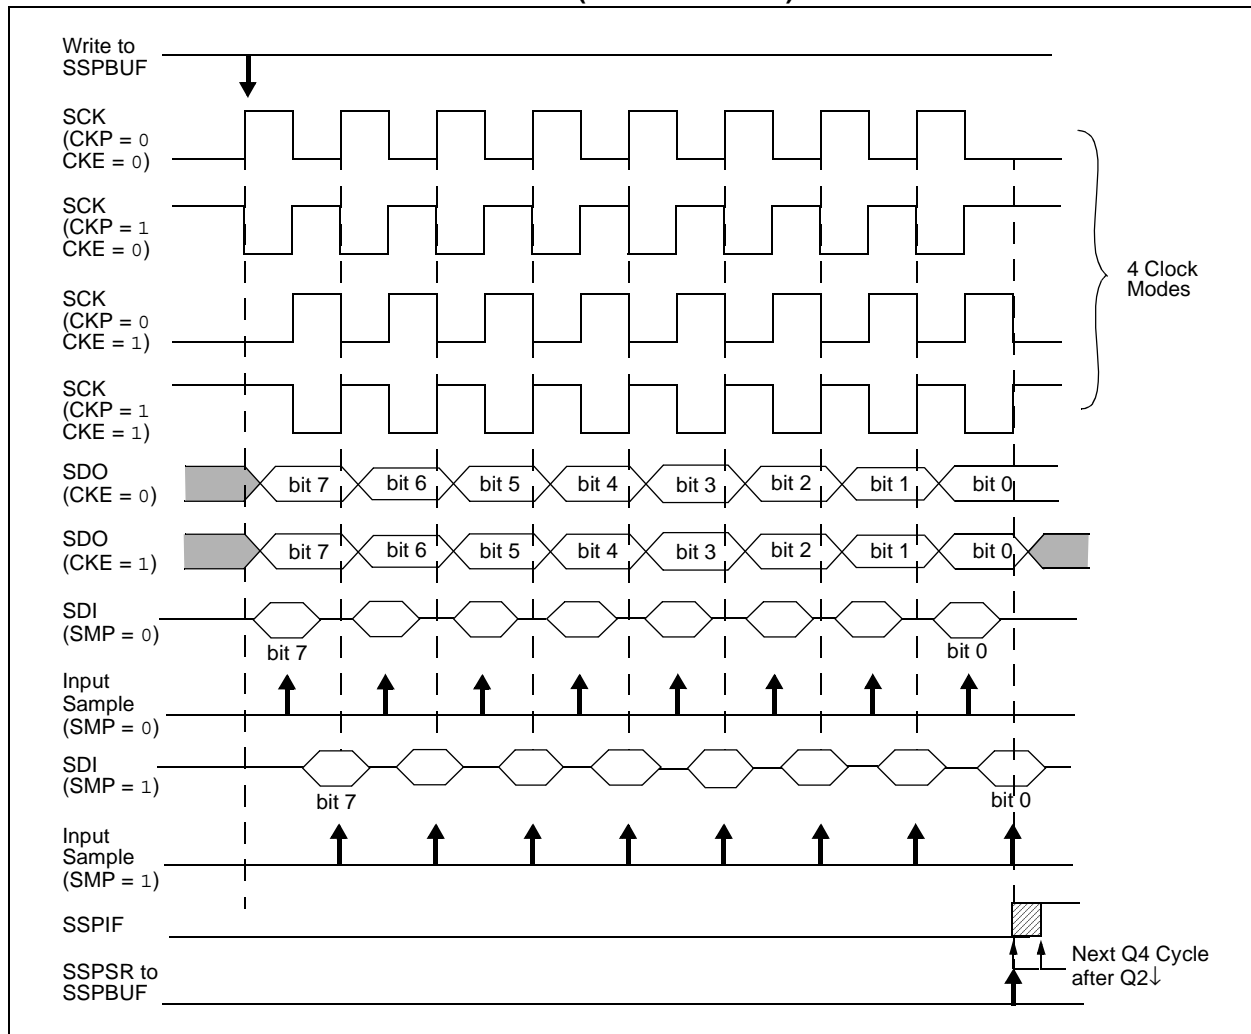 Write to
SSPBUF
SCK
(CKP = 0
CKE = 0)
SCK
(CKP = 1
CKE = 0)
4 Clock
Modes
SCK
(CKP = 0
CKE = 1)
SCK
(CKP = 1
CKE = 1)
SDO
(CKE = 0)
bit 7 bit 6 bit 5 bit 4 bit 3 bit 2 bit 1 bit 0
SDO
(CKE = 1)
bit 7 bit 6 bit 5 bit 4 bit 3 bit 2 bit 1 bit 0
SDI
(SMP = 0)
bit 7 bit 0
Input
Sample
(SMP = 0)
SDI
(SMP = 1)
bit 7 bit 0
Input
Sample
(SMP = 1)
SSPIF
Next Q4 Cycle
after Q2↓
SSPSR to
SSPBUF